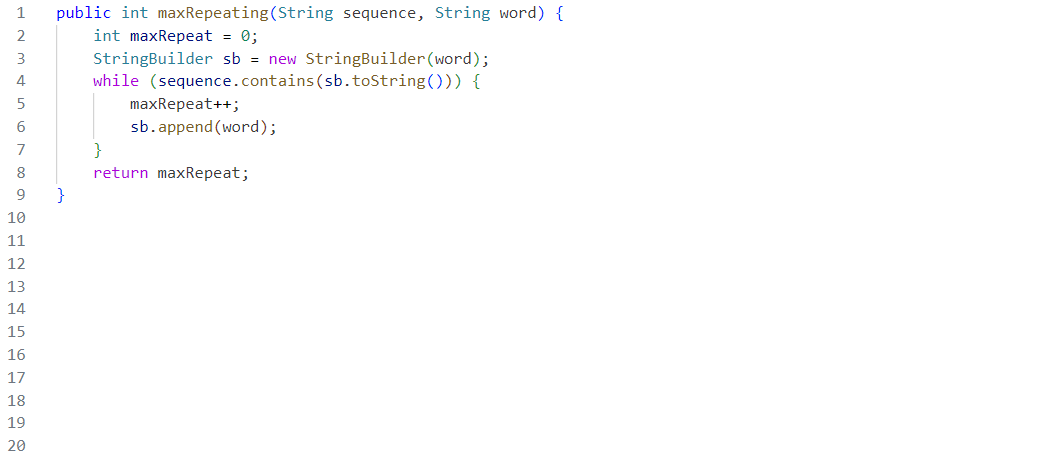 1 public int maxRepeating(String sequence, String word) {
2 int maxRepeat = 0;
3 StringBuilder sb = new StringBuilder(word);
4 while (sequence.contains(sb.toString())) {
5 maxRepeat++;
6 sb.append(word);
7 }
8 return maxRepeat;
9 }
10
11
12
13
14
15
16
17
18
19
20